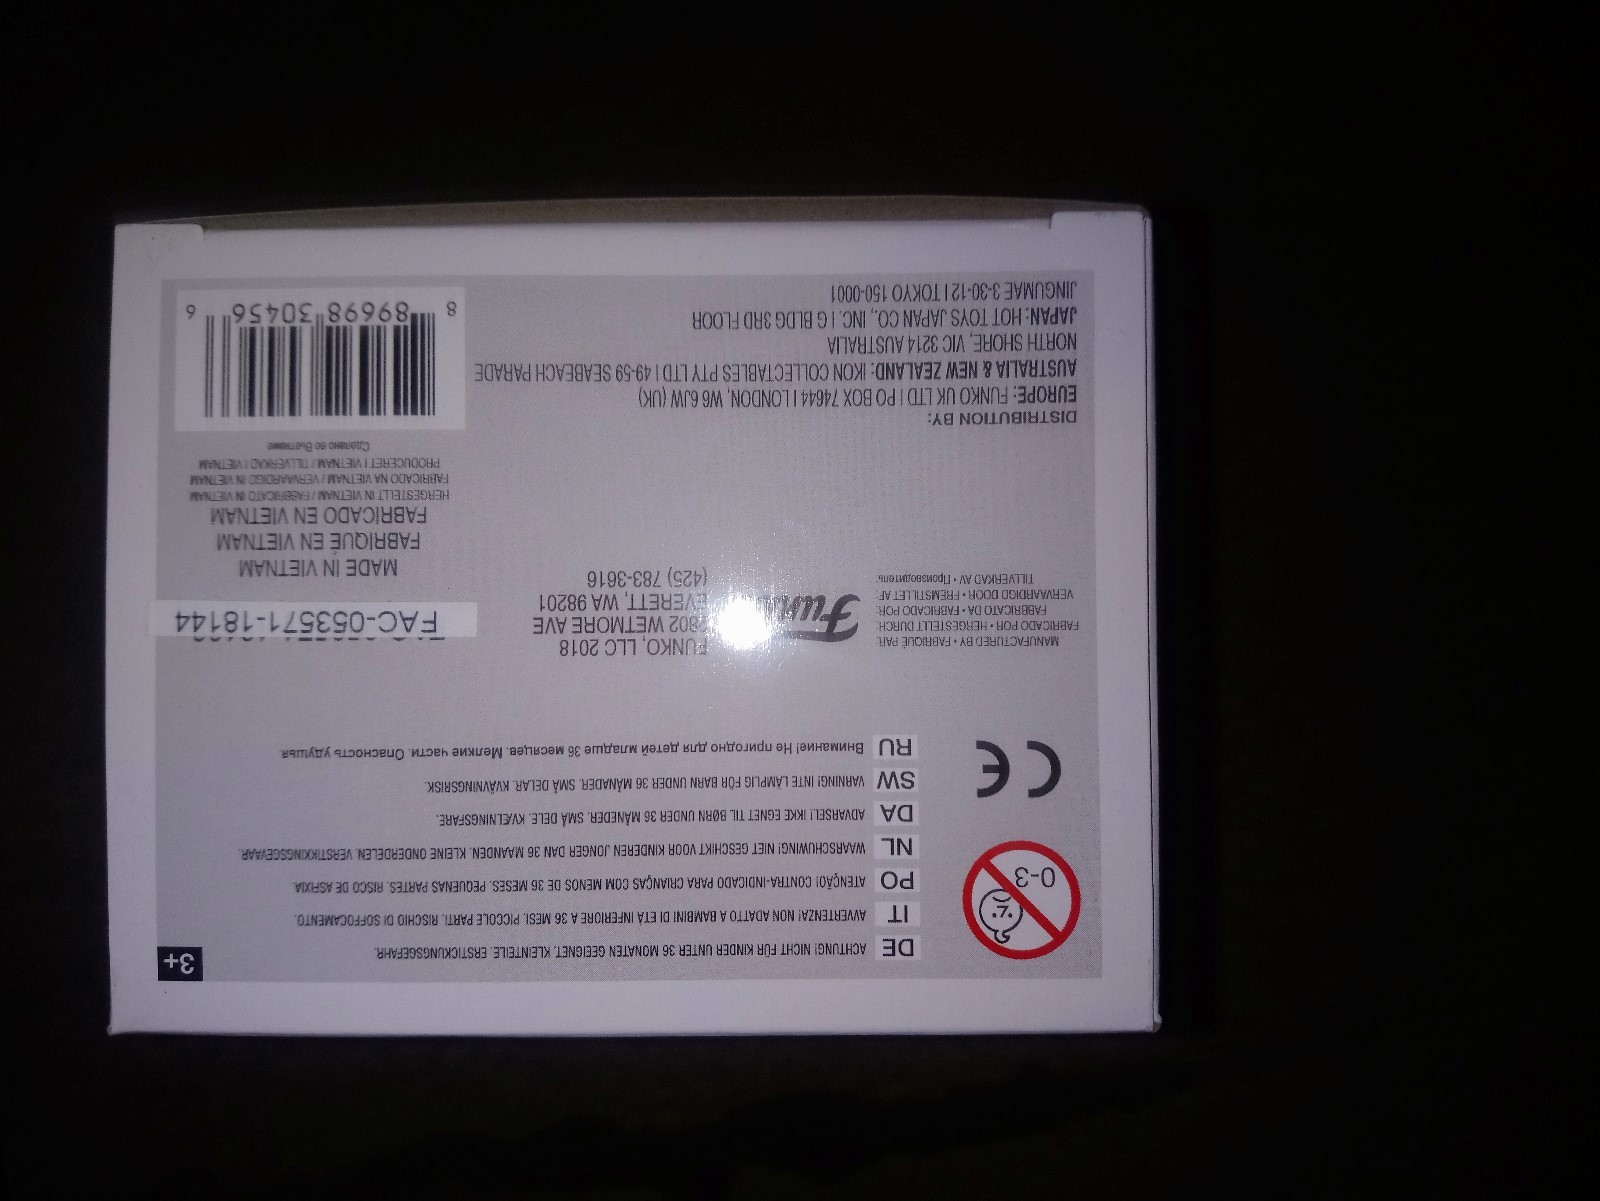 3+
DE ACHTUNG! NICHT FÜR KINDER UNTER 36 MONATEN GEEIGNET. KLEINTEILE. ERSTICKUNGSGEFAHR.
IT AVVERTENZA! NON ADATTO A BAMBINI DI ETÀ INFERIORE A 36 MESI. PICCOLE PARTI. RISCHIO DI SOFFOCAMENTO.
PO ATENÇÃO! CONTRA-INDICADO PARA CRIANÇAS COM MENOS DE 36 MESES. PEQUENAS PARTES. RISCO DE ASFIXIA.
NL WAARSCHUWING! NIET GESCHIKT VOOR KINDEREN JONGER DAN 36 MAANDEN. KLEINE ONDERDELEN. VERSTIKKINGSGEVAAR.
DA ADVARSEL! IKKE EGNET TIL BØRN UNDER 36 MÅNEDER. SMÅ DELE. KVÆLNINGSFARE.
SW VARNING! INTE LÄMPLIG FÖR BARN UNDER 36 MÅNADER. SMÅ DELAR. KVÄVNINGSRISK.
RU Внимание! Не пригодно для детей младше 36 месяцев. Мелкие части. Опасность удушья.
0-3
CE
MANUFACTURED BY • FABRIQUÉ PAR:
FABRICADO POR • HERGESTELLT DURCH:
FABBRICATO DA • FABRICADO POR:
VERVAARDIGD DOOR • FREMSTILLET AF:
TILLVERKAD AV • Производитель:
FUNKO, LLC 2018
2802 WETMORE AVE
EVERETT, WA 98201
(425) 783-3616
FAC-053571-18144
MADE IN VIETNAM
FABRIQUÉ EN VIETNAM
FABRICADO EN VIETNAM
HERGESTELLT IN VIETNAM / FABBRICATO IN VIETNAM
FABRICADO NA VIETNAM / VERVAARDIGD IN VIETNAM
PRODUCERET I VIETNAM / TILLVERKAD I VIETNAM
Сделано во Вьетнаме
DISTRIBUTION BY:
EUROPE: FUNKO UK LTD | PO BOX 74644 | LONDON, W6 6JW (UK)
AUSTRALIA & NEW ZEALAND: IKON COLLECTABLES PTY LTD | 49-59 SEABEACH PARADE
NORTH SHORE, VIC 3214 AUSTRALIA
JAPAN: HOT TOYS JAPAN CO., INC. | G BLDG 3RD FLOOR
JINGUMAE 3-30-12 | TOKYO 150-0001
8 89698 30456 6